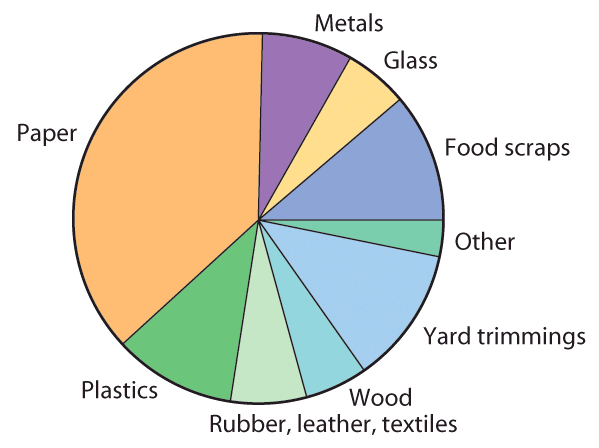 Metals
Glass
Paper
Food scraps
Other
Yard trimmings
Plastics
Wood
Rubber, leather, textiles